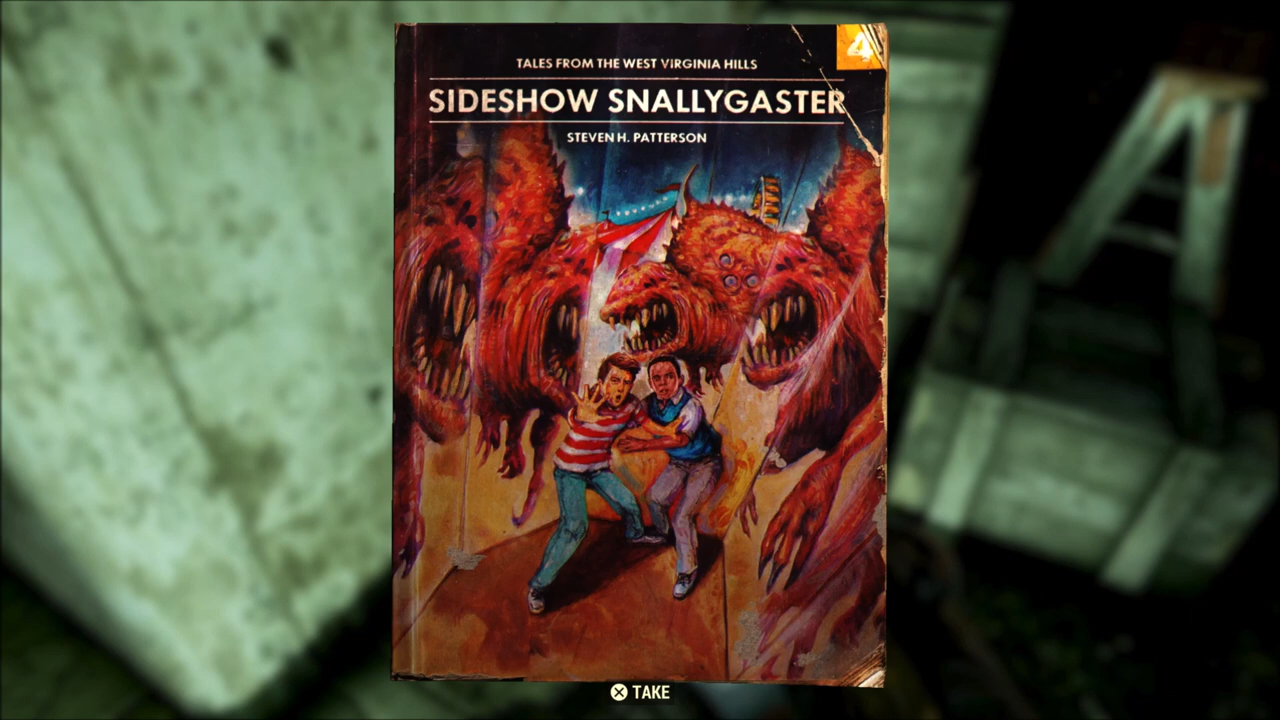 4
TALES FROM THE WEST VIRGINIA HILLS
SIDESHOW SNALLYGASTER
STEVEN H. PATTERSON
TAKE